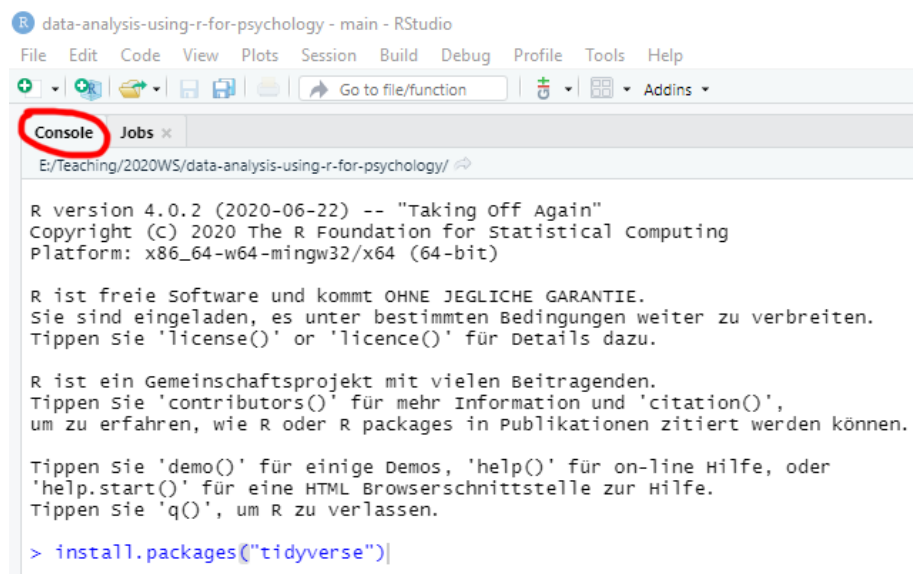 data-analysis-using-r-for-psychology - main - RStudio
File Edit Code View Plots Session Build Debug Profile Tools Help
Go to file/function Addins
Console Jobs
E:/Teaching/2020WS/data-analysis-using-r-for-psychology/
R version 4.0.2 (2020-06-22) -- "Taking Off Again"
Copyright (C) 2020 The R Foundation for Statistical Computing
Platform: x86_64-w64-mingw32/x64 (64-bit)
R ist freie Software und kommt OHNE JEGLICHE GARANTIE.
Sie sind eingeladen, es unter bestimmten Bedingungen weiter zu verbreiten.
Tippen Sie 'license()' or 'licence()' für Details dazu.
R ist ein Gemeinschaftsprojekt mit vielen Beitragenden.
Tippen Sie 'contributors()' für mehr Information und 'citation()',
um zu erfahren, wie R oder R packages in Publikationen zitiert werden können.
Tippen Sie 'demo()' für einige Demos, 'help()' für on-line Hilfe, oder
'help.start()' für eine HTML Browserschnittstelle zur Hilfe.
Tippen Sie 'q()', um R zu verlassen.
> install.packages("tidyverse")